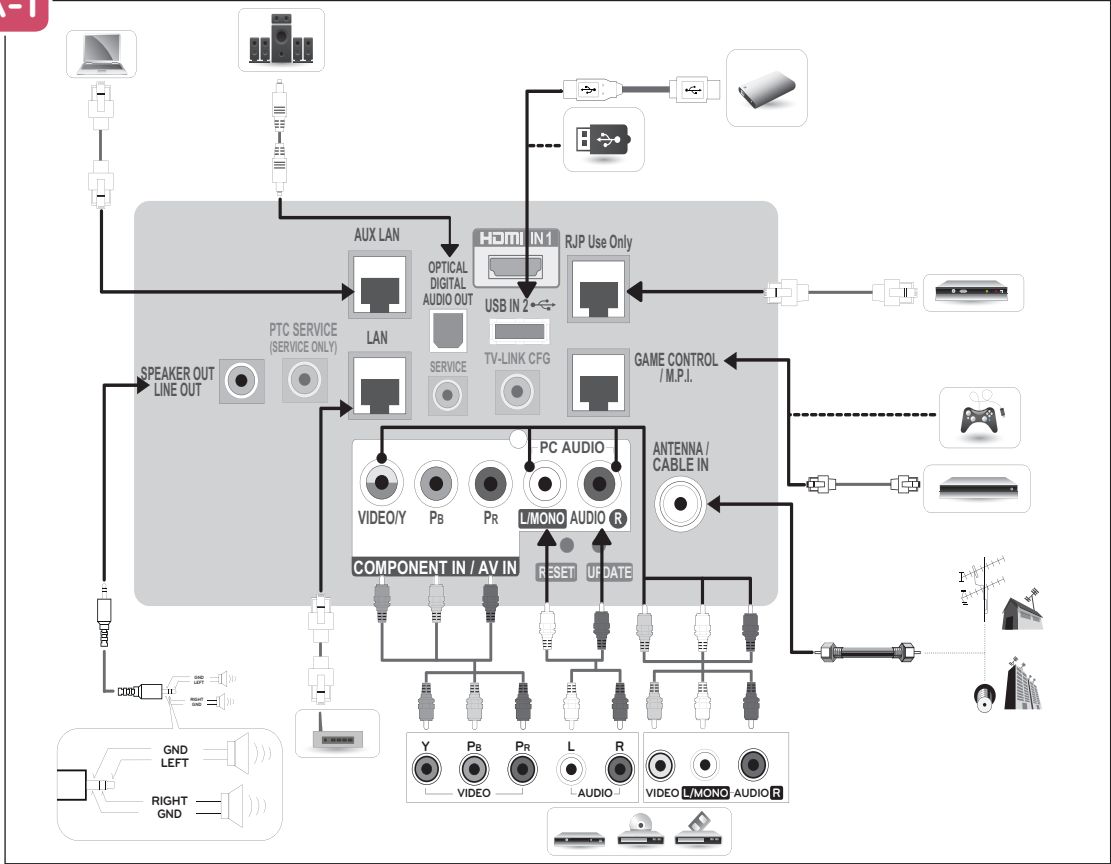 A-1
AUX LAN
HDMI IN 1
RJP Use Only
OPTICAL
DIGITAL
AUDIO OUT
USB IN 2
PTC SERVICE
(SERVICE ONLY)
LAN
SERVICE
TV-LINK CFG
GAME CONTROL
/ M.P.I.
SPEAKER OUT
LINE OUT
PC AUDIO
ANTENNA /
CABLE IN
VIDEO/Y PB PR L/MONO AUDIO R
COMPONENT IN / AV IN
RESET UPDATE
GND
LEFT
RIGHT
GND
GND
LEFT
RIGHT
GND
Y PB PR L R
VIDEO AUDIO
VIDEO L/MONO AUDIO R